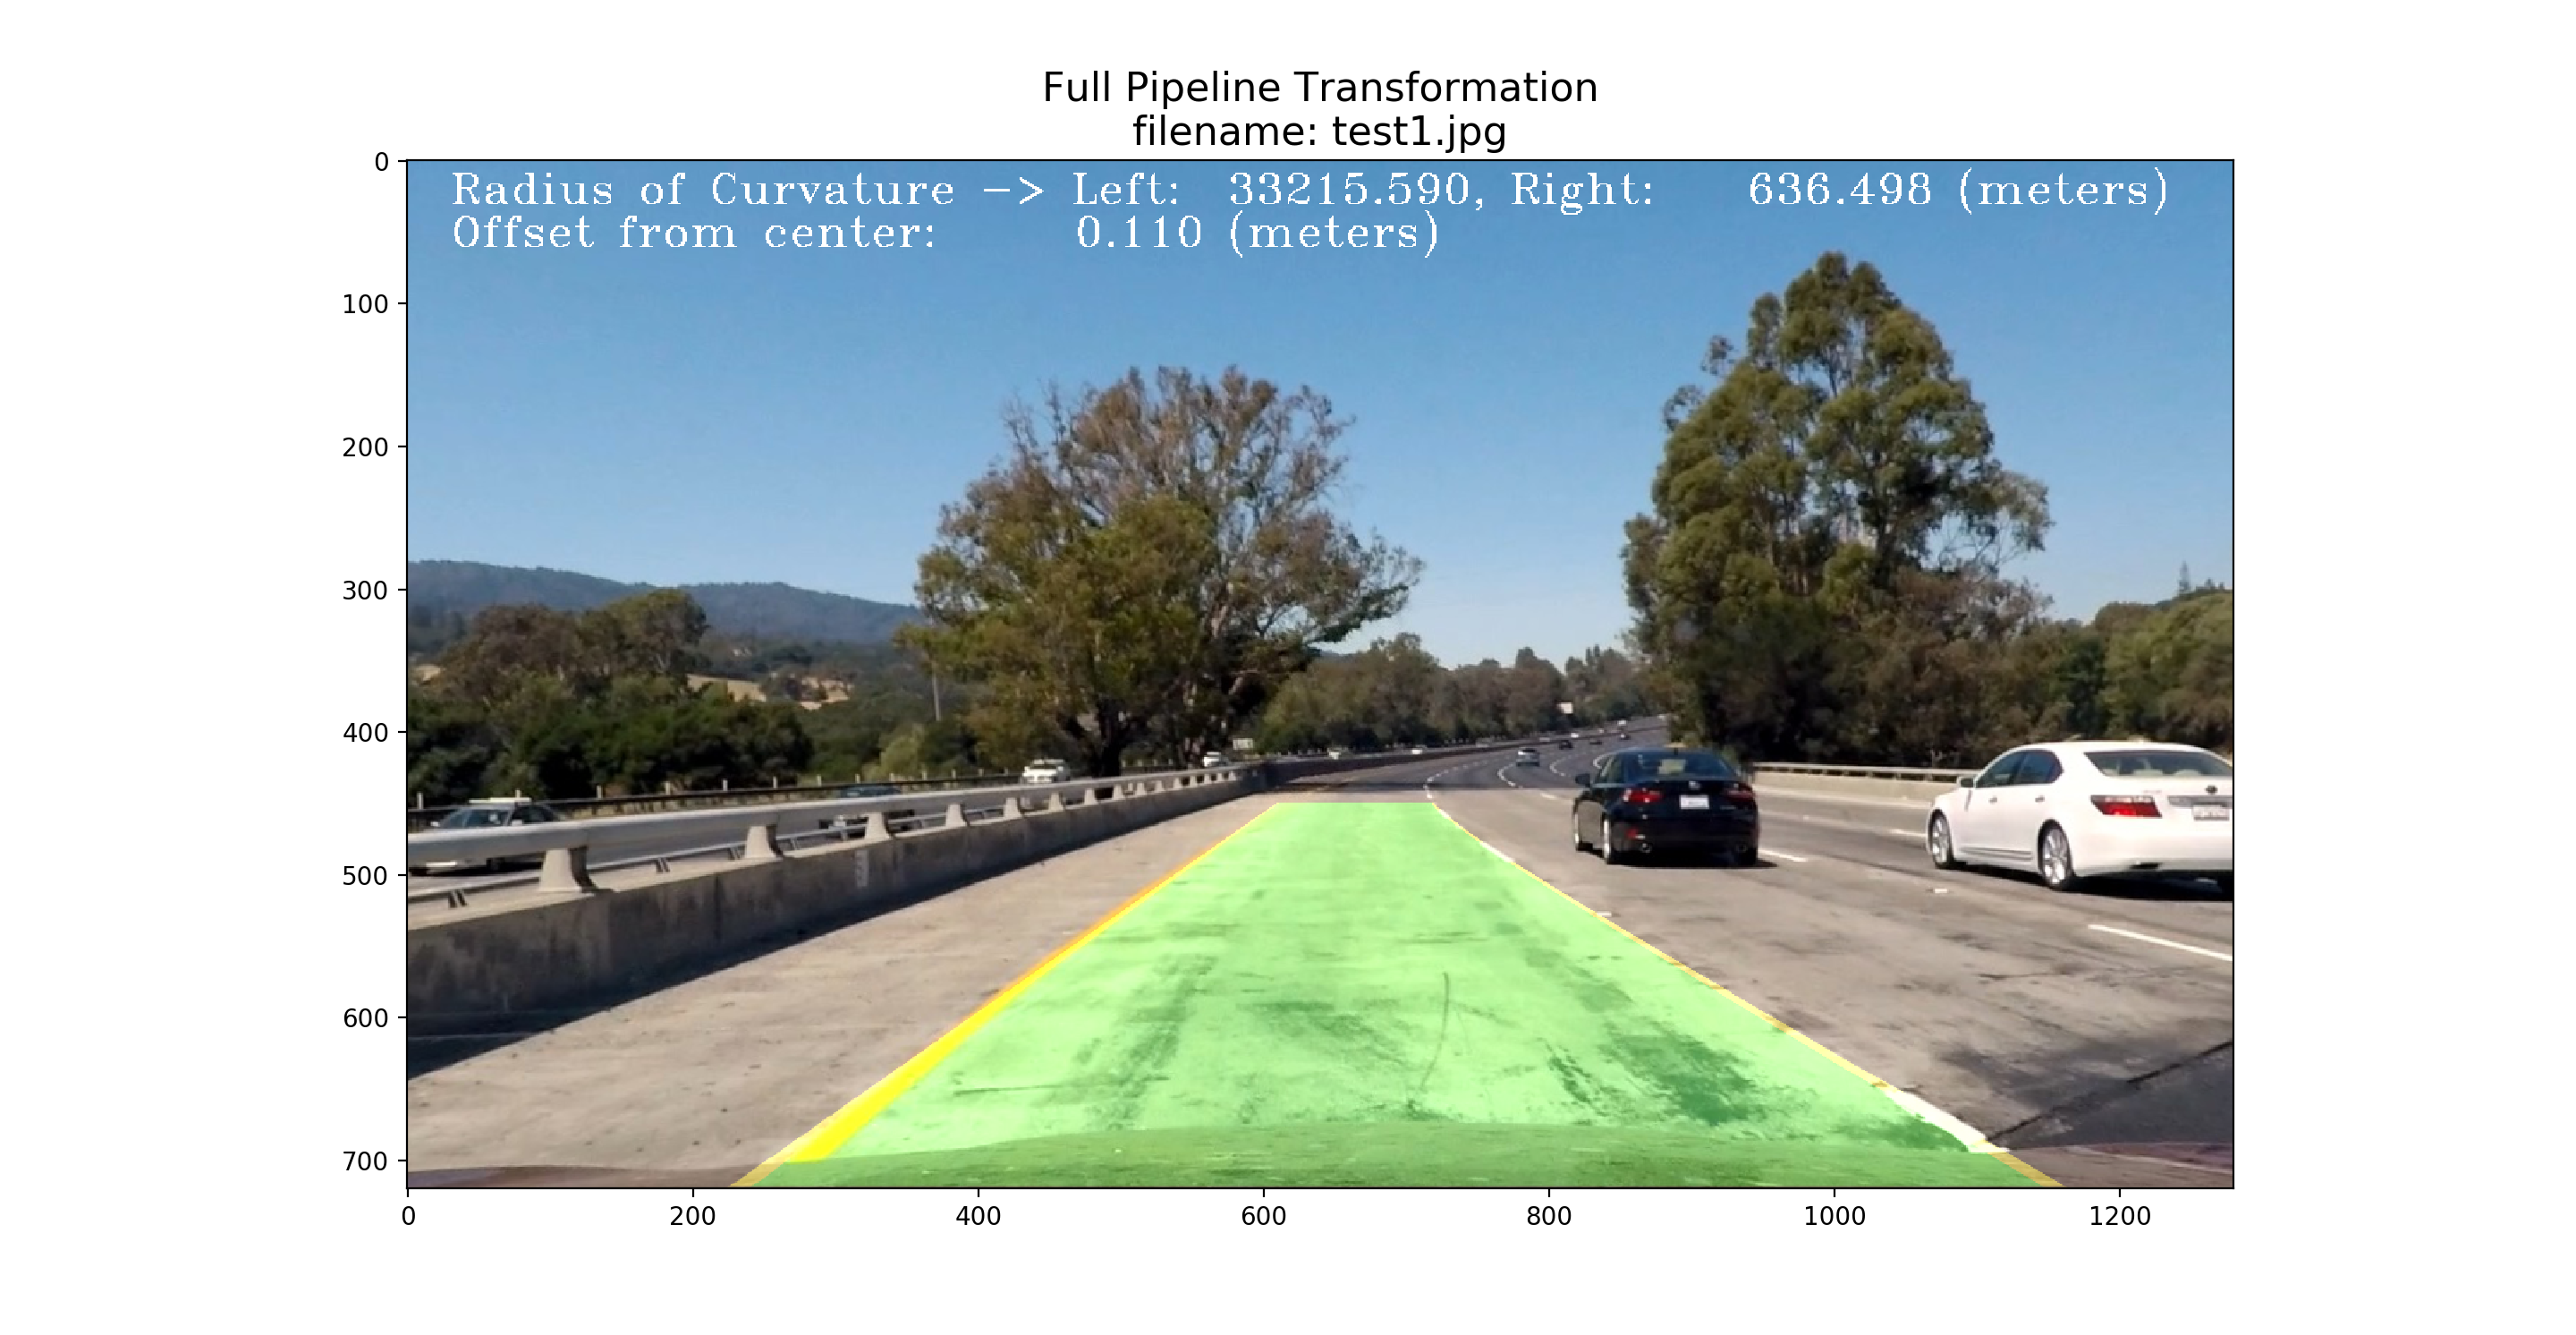 Full Pipeline Transformation
filename: test1.jpg
Radius of Curvature -> Left: 33215.590, Right: 636.498 (meters)
Offset from center: 0.110 (meters)
0
100
200
300
400
500
600
700
0 200 400 600 800 1000 1200